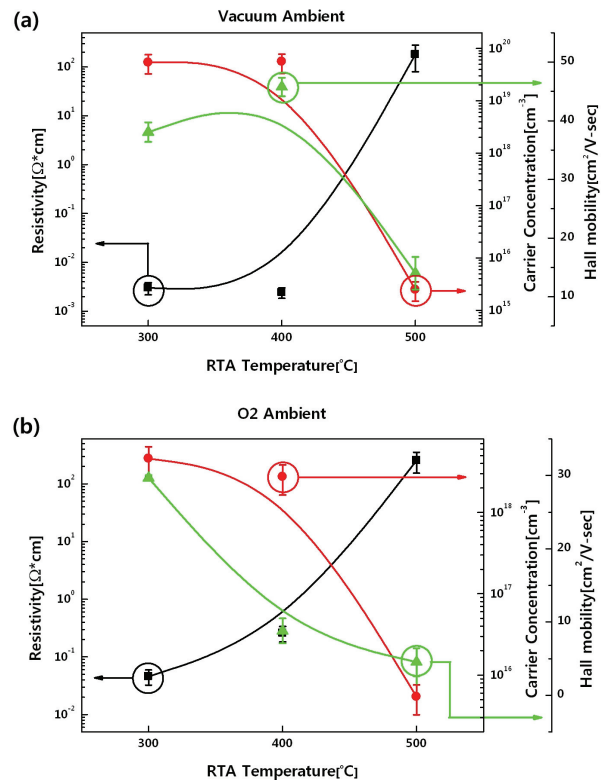 (a)
Vacuum Ambient
10² 10¹ 10⁰ 10⁻¹ 10⁻² 10⁻³
Resistivity[Ω*cm]
10²⁰ 10¹⁹ 10¹⁸ 10¹⁷ 10¹⁶ 10¹⁵
Carrier Concentration[cm⁻³]
50 40 30 20 10
Hall mobility[cm²/V-sec]
300 400 500
RTA Temperature[°C]
(b)
O2 Ambient
10² 10¹ 10⁰ 10⁻¹ 10⁻²
Resistivity[Ω*cm]
10¹⁸ 10¹⁷ 10¹⁶
Carrier Concentration[cm⁻³]
30 20 10 0
Hall mobility[cm²/V-sec]
300 400 500
RTA Temperature[°C]